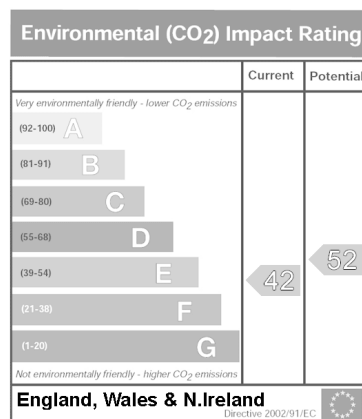 Environmental (CO2) Impact Rating
Current Potential
Very environmentally friendly - lower CO2 emissions
(92-100) A
(81-91) B
(69-80) C
(55-68) D
(39-54) E
42
52
(21-38) F
(1-20) G
Not environmentally friendly - higher CO2 emissions
England, Wales & N.Ireland
Directive 2002/91/EC